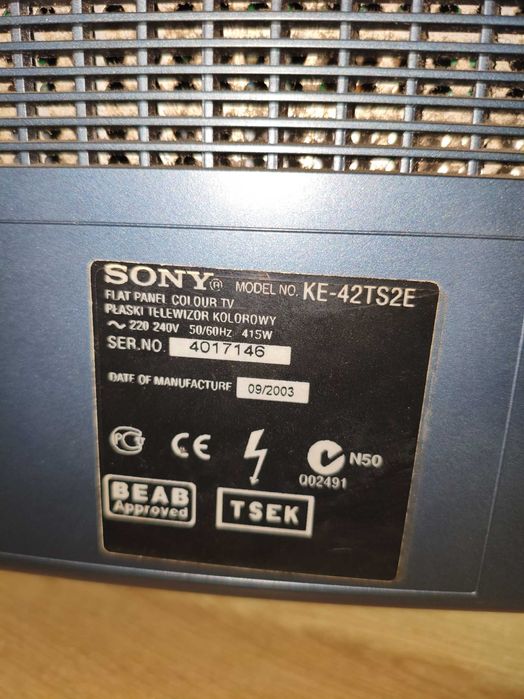 SONY®
MODEL NO. KE-42TS2E
FLAT PANEL COLOUR TV
PŁASKI TELEWIZOR KOLOROWY
~ 220 240V 50/60Hz 415W
SER.NO. 4017146
DATE OF MANUFACTURE 09/2003
CE
N50
Q02491
BEAB
Approved
TSEK